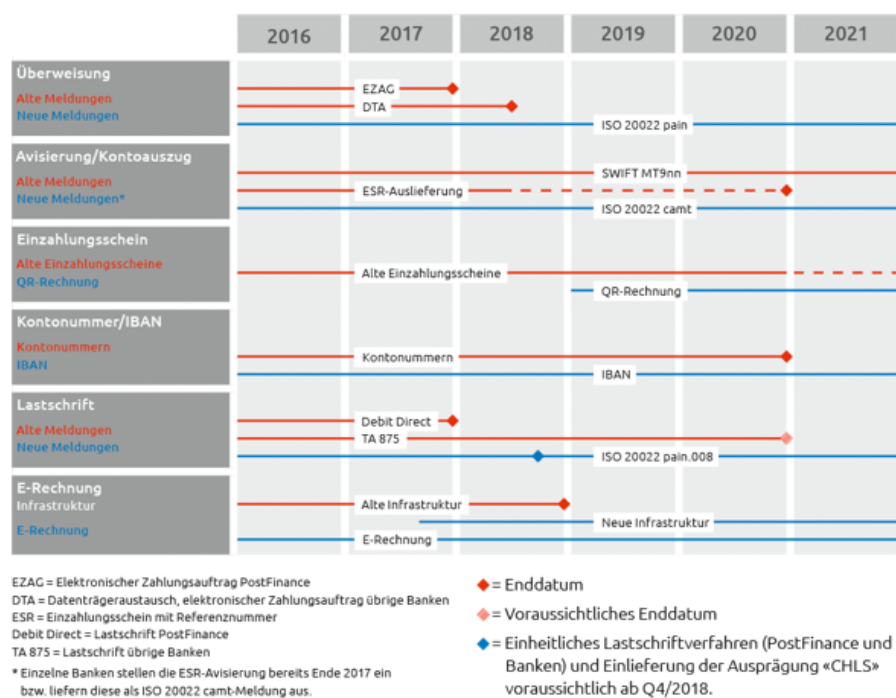 2016 2017 2018 2019 2020 2021
Überweisung
Alte Meldungen
Neue Meldungen
EZAG
DTA
ISO 20022 pain
Avisierung/Kontoauszug
Alte Meldungen
Neue Meldungen*
SWIFT MT9nn
ESR-Auslieferung
ISO 20022 camt
Einzahlungsschein
Alte Einzahlungsscheine
QR-Rechnung
Alte Einzahlungsscheine
QR-Rechnung
Kontonummer/IBAN
Kontonummern
IBAN
Kontonummern
IBAN
Lastschrift
Alte Meldungen
Neue Meldungen
Debit Direct
TA 875
ISO 20022 pain.008
E-Rechnung
Infrastruktur
E-Rechnung
Alte Infrastruktur
Neue Infrastruktur
E-Rechnung
EZAG = Elektronischer Zahlungsauftrag PostFinance
DTA = Datenträgeraustausch, elektronischer Zahlungsauftrag übrige Banken
ESR = Einzahlungsschein mit Referenznummer
Debit Direct = Lastschrift PostFinance
TA 875 = Lastschrift übrige Banken
* Einzelne Banken stellen die ESR-Avisierung bereits Ende 2017 ein
bzw. liefern diese als ISO 20022 camt-Meldung aus.
= Enddatum
= Voraussichtliches Enddatum
= Einheitliches Lastschriftverfahren (PostFinance und
Banken) und Einlieferung der Ausprägung «CHLS»
voraussichtlich ab Q4/2018.